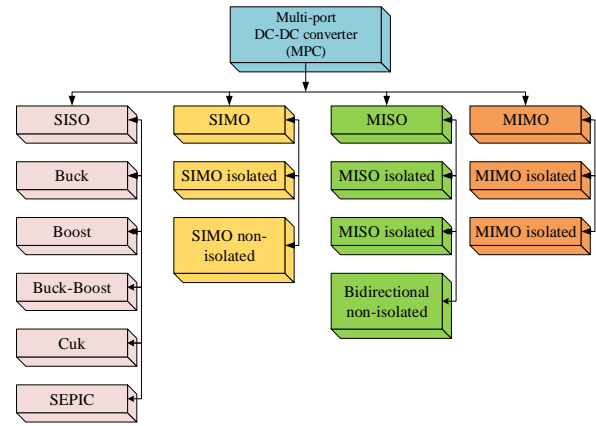 Multi-port
DC-DC converter
(MPC)
SISO
SIMO
MISO
MIMO
Buck
SIMO isolated
MISO isolated
MIMO isolated
Boost
SIMO non-
isolated
MISO isolated
MIMO isolated
Buck-Boost
Bidirectional
non-isolated
Cuk
SEPIC